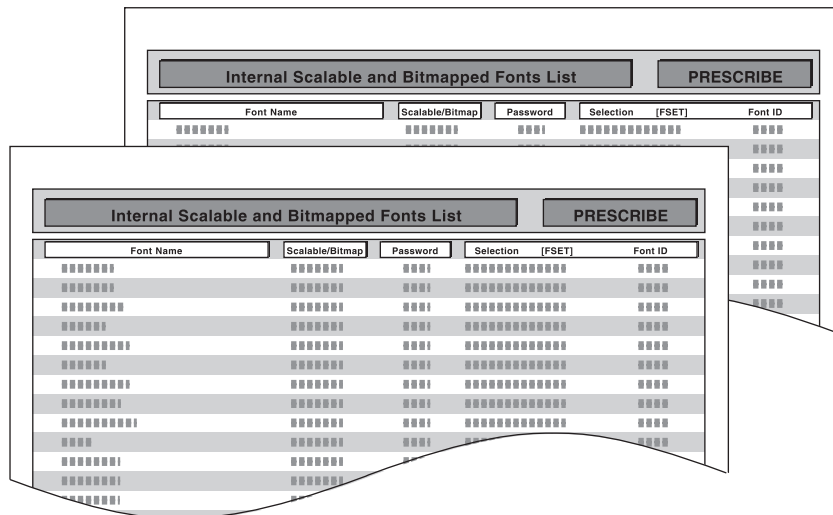 Internal Scalable and Bitmapped Fonts List PRESCRIBE
Font Name Scalable/Bitmap Password Selection [FSET] Font ID
Internal Scalable and Bitmapped Fonts List PRESCRIBE
Font Name Scalable/Bitmap Password Selection [FSET] Font ID